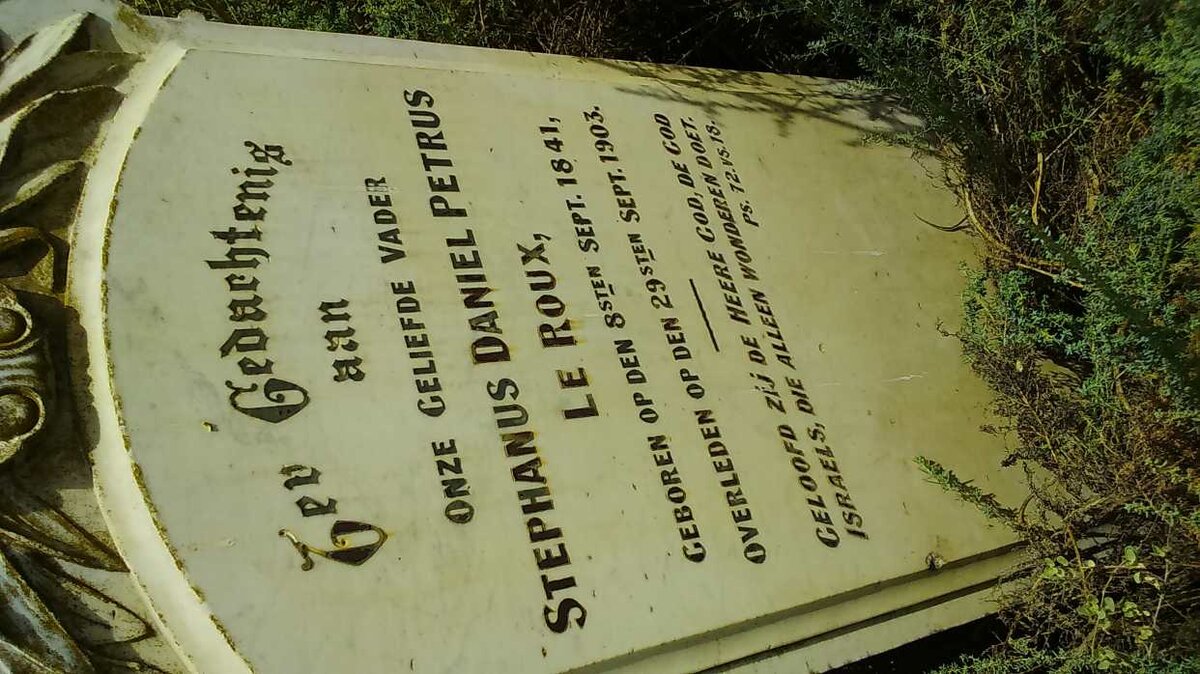 Ter Gedachtenis
aan
ONZE GELIEFDE VADER
STEPHANUS DANIEL PETRUS
LE ROUX,
GEBOREN OP DEN 8STEN SEPT. 1841,
OVERLEDEN OP DEN 29STEN SEPT. 1903.
GELOOFD ZIJ DE HEERE GOD, DE GOD
ISRAELS, DIE ALLEEN WONDEREN DOET.
PS. 72. VS. 18.